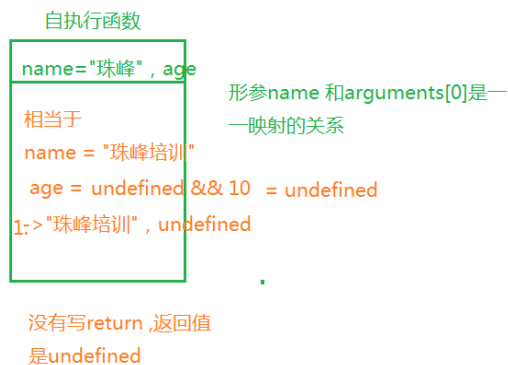 自执行函数
name="珠峰" , age
形参name 和arguments[0]是一
一映射的关系
相当于
name = "珠峰培训"
age = undefined && 10 = undefined
1.->"珠峰培训" , undefined
没有写return ,返回值
是undefined